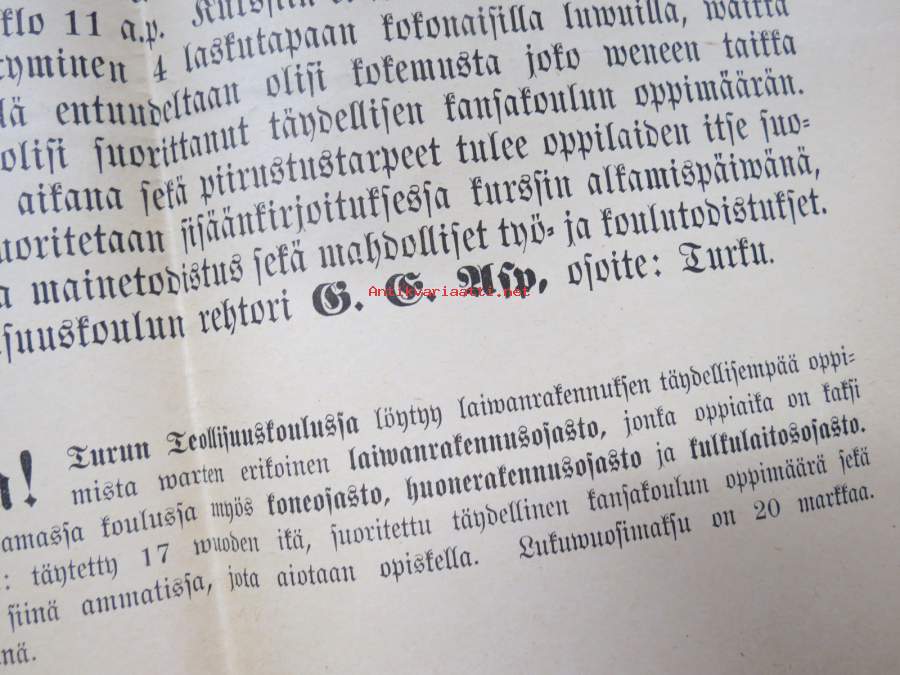 klo 11 a.p.
4 laskutapaan kokonaisilla luwuilla, waikka
entuudeltaan olisi kokemusta joko weneen taikka
olisi suorittanut täydellisen kansakoulun oppimäärän.
aikana sekä piirustustarpeet tulee oppilaiden itse suo-
uoritetaan sisäänkirjoituksessa kurssin alkamispäiwänä,
a mainetodistus sekä mahdolliset työ- ja koulutodistukset.
suuskoulun rehtori G. E. Asp, osoite: Turku.
Antikvariaatti.net
Turun Teollisuuskoulussa löytyy laiwanrakennuksen täydellisempää oppi-
mista warten erikoinen laiwanrakennusosasto, jonka oppiaika on kaksi
amassa koulussa myös koneosasto, huonerakennusosasto ja kulkulaitososasto.
: täytetty 17 wuoden ikä, suoritettu täydellinen kansakoulun oppimäärä sekä
siinä ammatissa, jota aiotaan opiskella. Lukuwuosimaksu on 20 markkaa.
nä.